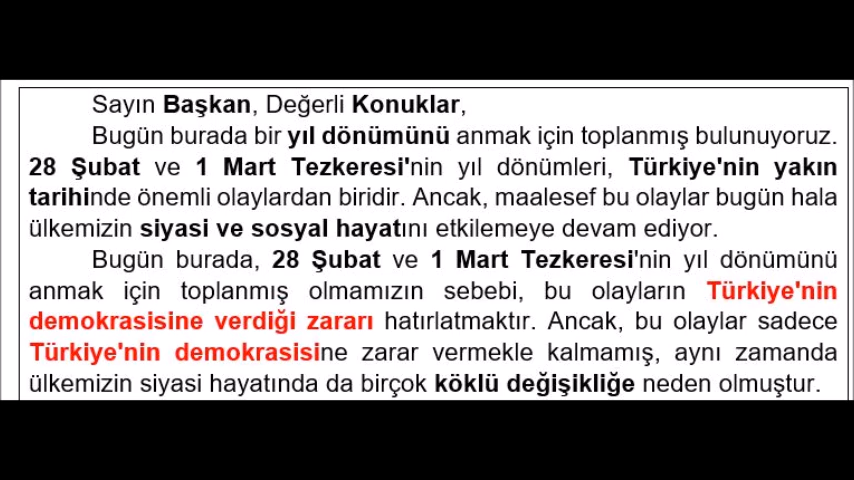 Sayın Başkan, Değerli Konuklar,
Bugün burada bir yıl dönümünü anmak için toplanmış bulunuyoruz.
28 Şubat ve 1 Mart Tezkeresi'nin yıl dönümleri, Türkiye'nin yakın
tarihinde önemli olaylardan biridir. Ancak, maalesef bu olaylar bugün hala
ülkemizin siyasi ve sosyal hayatını etkilemeye devam ediyor.
Bugün burada, 28 Şubat ve 1 Mart Tezkeresi'nin yıl dönümünü
anmak için toplanmış olmamızın sebebi, bu olayların Türkiye'nin
demokrasisine verdiği zararı hatırlatmaktır. Ancak, bu olaylar sadece
Türkiye'nin demokrasisine zarar vermekle kalmamış, aynı zamanda
ülkemizin siyasi hayatında da birçok köklü değişikliğe neden olmuştur.